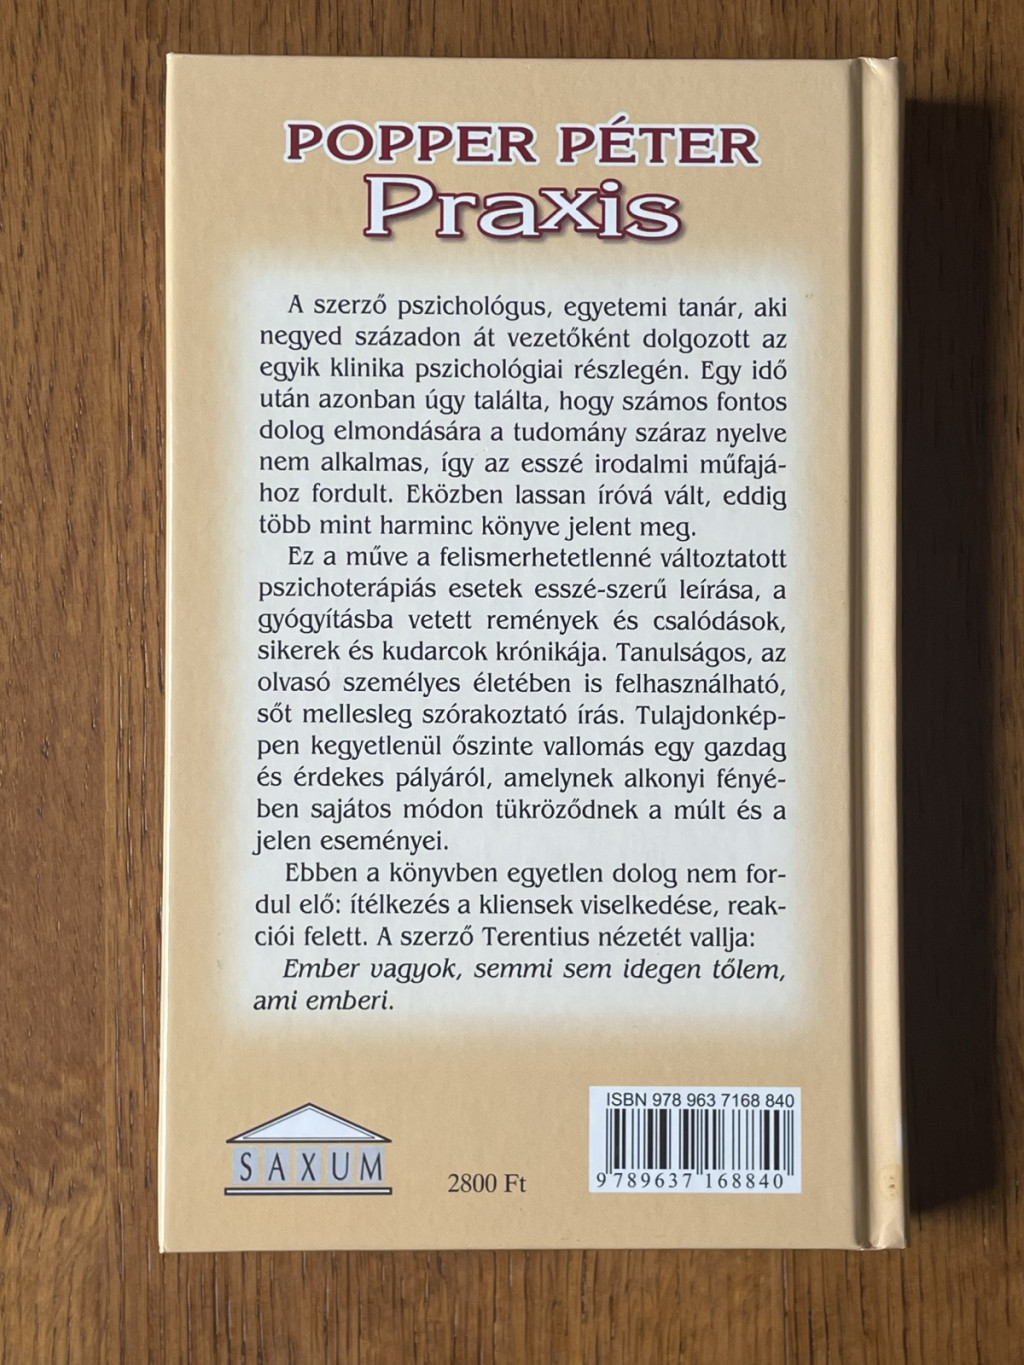 POPPER PÉTER
Praxis
A szerző pszichológus, egyetemi tanár, aki
negyed századon át vezetőként dolgozott az
egyik klinika pszichológiai részlegén. Egy idő
után azonban úgy találta, hogy számos fontos
dolog elmondására a tudomány száraz nyelve
nem alkalmas, így az esszé irodalmi műfajá-
hoz fordult. Eközben lassan íróvá vált, eddig
több mint harminc könyve jelent meg.
Ez a műve a felismerhetetlenné változtatott
pszichoterápiás esetek esszé-szerű leírása, a
gyógyításba vetett remények és csalódások,
sikerek és kudarcok krónikája. Tanulságos, az
olvasó személyes életében is felhasználható,
sőt mellesleg szórakoztató írás. Tulajdonkép-
pen kegyetlenül őszinte vallomás egy gazdag
és érdekes pályáról, amelynek alkonyi fényé-
ben sajátos módon tükröződnek a múlt és a
jelen eseményei.
Ebben a könyvben egyetlen dolog nem for-
dul elő: ítélkezés a kliensek viselkedése, reak-
ciói felett. A szerző Terentius nézetét vallja:
Ember vagyok, semmi sem idegen tőlem,
ami emberi.
SAXUM
2800 Ft
ISBN 978 963 7168 840
9 789637 168840